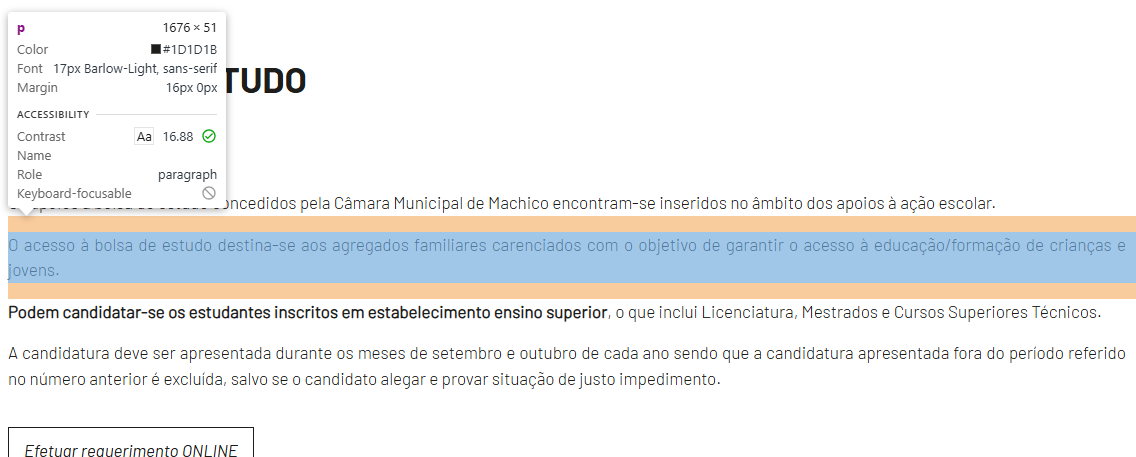 p 1676 × 51
Color #1D1D1B
Font 17px Barlow-Light, sans-serif
Margin 16px 0px
ACCESSIBILITY
Contrast Aa 16.88
Name
Role paragraph
Keyboard-focusable
TUDO
concedidos pela Câmara Municipal de Machico encontram-se inseridos no âmbito dos apoios à ação escolar.
O acesso à bolsa de estudo destina-se aos agregados familiares carenciados com o objetivo de garantir o acesso à educação/formação de crianças e
jovens.
Podem candidatar-se os estudantes inscritos em estabelecimento ensino superior, o que inclui Licenciatura, Mestrados e Cursos Superiores Técnicos.
A candidatura deve ser apresentada durante os meses de setembro e outubro de cada ano sendo que a candidatura apresentada fora do período referido
no número anterior é excluída, salvo se o candidato alegar e provar situação de justo impedimento.
Efetuar requerimento ONLINE